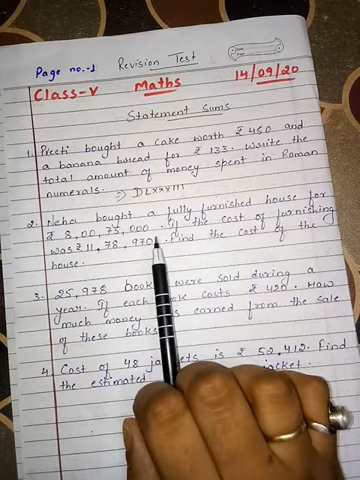 Page no.-1 Revision Test
Class-V Maths 14/09/20
Statement Sums
1. Preeti bought a cake worth ₹ 450 and
a banana bread for ₹ 133. Write the
total amount of money spent in Roman
numerals. DLXXXIII
2. Neha bought a fully furnished house for
₹ 8,00,75,000. If the cost of furnishing
was ₹ 11,78,970. Find the cost of the
house.
3. 25,978 books were sold during a
year. If each book costs ₹ 420. How
much money is earned from the sale
of these books
4. Cost of 48 jackets is ₹ 52,412. Find
the estimated